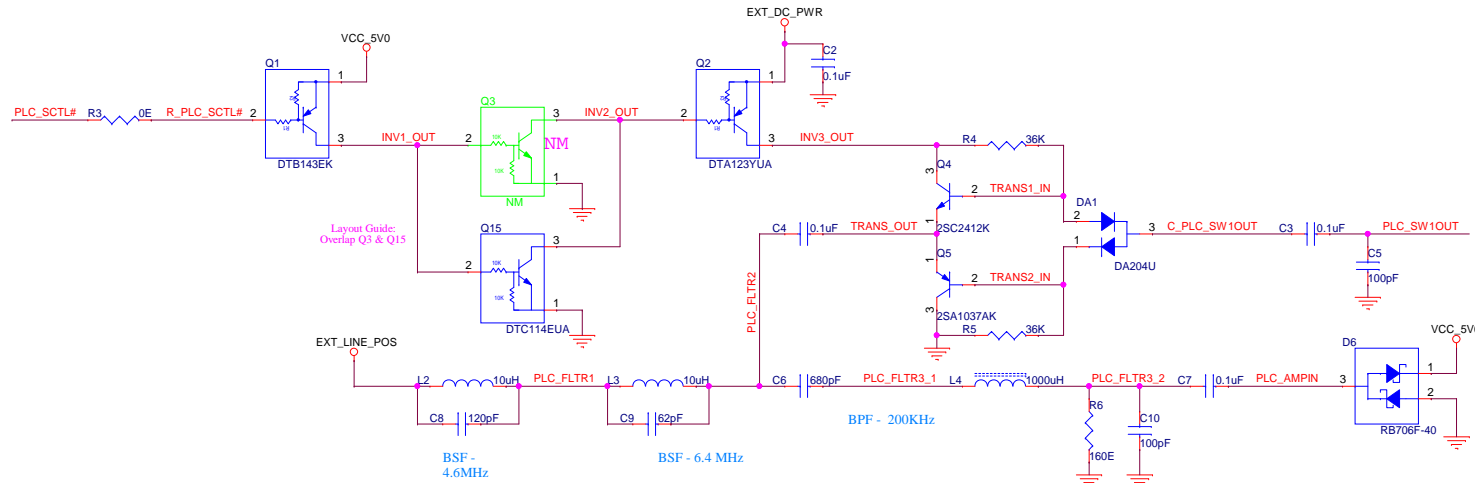 EXT_DC_PWR
VCC_5V0
C2
0.1uF
Q1
1
R2
R1
2
3
DTB143EK
PLC_SCTL#
R3
0E
R_PLC_SCTL#
INV1_OUT
Q3
10K
10K
2
3
1
NM
NM
INV2_OUT
Q2
1
R2
R1
2
3
DTA123YUA
INV3_OUT
R4
36K
Q4
3
2
1
TRANS1_IN
2SC2412K
Layout Guide:
Overlap Q3 & Q15
Q15
10K
10K
2
3
1
DTC114EUA
C4
0.1uF
TRANS_OUT
Q5
1
2
3
TRANS2_IN
2SA1037AK
R5
36K
DA1
2
1
3
DA204U
C_PLC_SW1OUT
C3
0.1uF
PLC_SW1OUT
C5
100pF
PLC_FLTR2
EXT_LINE_POS
L2
10uH
C8
120pF
PLC_FLTR1
L3
10uH
C9
62pF
C6
680pF
PLC_FLTR3_1
L4
1000uH
PLC_FLTR3_2
C7
0.1uF
PLC_AMPIN
R6
160E
C10
100pF
D6
VCC_5V0
3
1
2
RB706F-40
BSF -
4.6MHz
BSF - 6.4 MHz
BPF - 200KHz